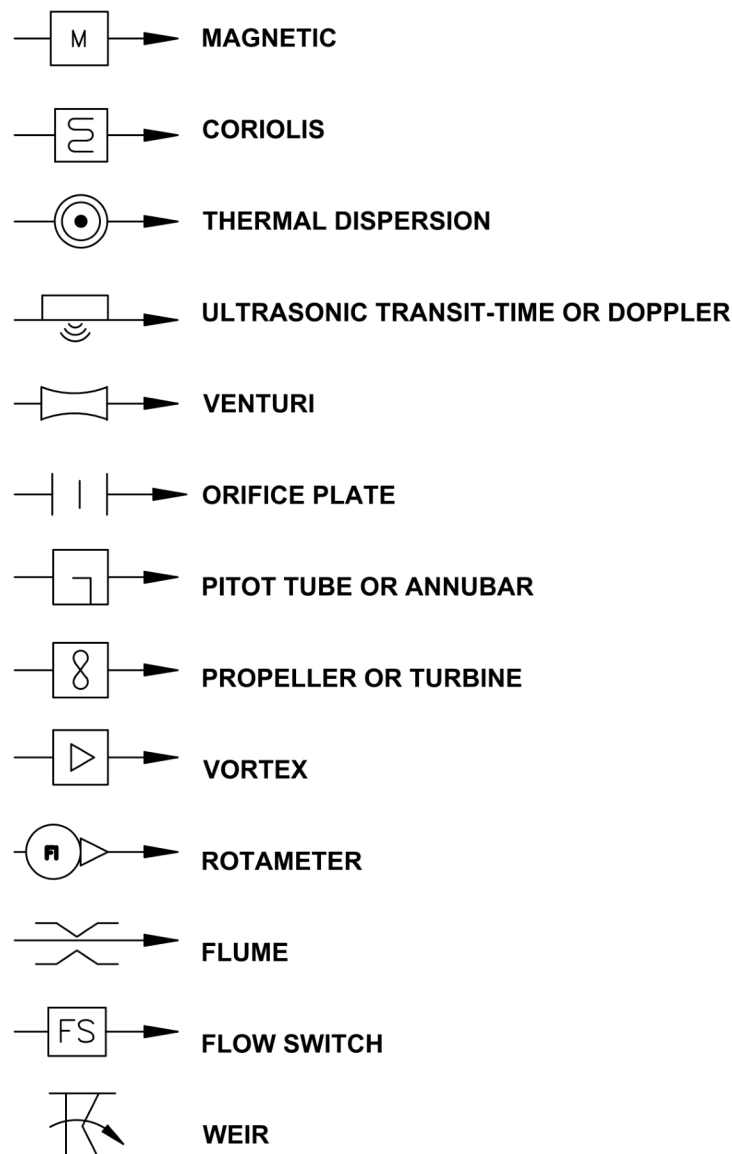 M MAGNETIC
CORIOLIS
THERMAL DISPERSION
ULTRASONIC TRANSIT-TIME OR DOPPLER
VENTURI
ORIFICE PLATE
PITOT TUBE OR ANNUBAR
PROPELLER OR TURBINE
VORTEX
FI ROTAMETER
FLUME
FS FLOW SWITCH
WEIR